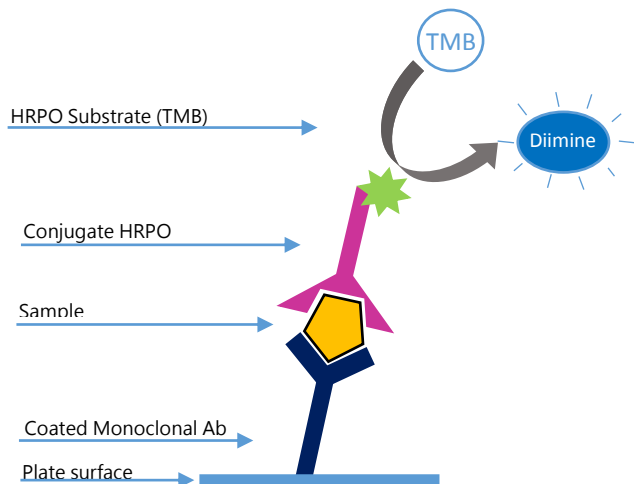 TMB
HRPO Substrate (TMB)
Diimine
Conjugate HRPO
Sample
Coated Monoclonal Ab
Plate surface